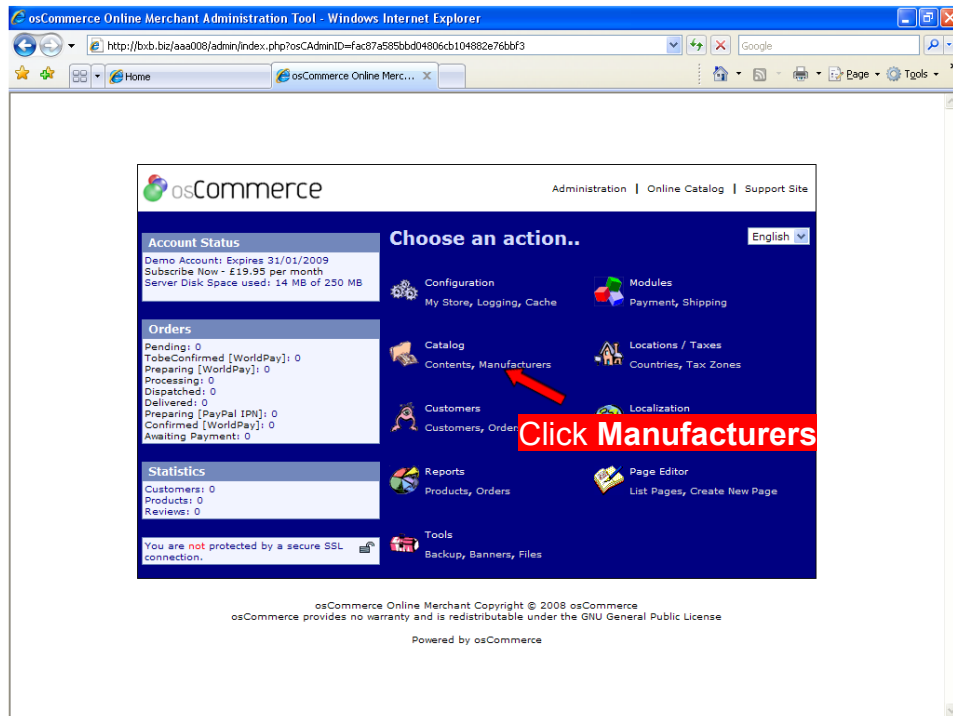 osCommerce Online Merchant Administration Tool - Windows Internet Explorer
http://bxb.biz/aaa008/admin/index.php?osCAdminID=fac87a585bbd04806cb104882e76bbf3
Google
Home
osCommerce Online Merc...
Page
Tools
osCommerce
Administration | Online Catalog | Support Site
Account Status
Demo Account: Expires 31/01/2009
Subscribe Now - £19.95 per month
Server Disk Space used: 14 MB of 250 MB
Orders
Pending: 0
TobeConfirmed [WorldPay]: 0
Preparing [WorldPay]: 0
Processing: 0
Dispatched: 0
Delivered: 0
Preparing [PayPal IPN]: 0
Confirmed [WorldPay]: 0
Awaiting Payment: 0
Statistics
Customers: 0
Products: 0
Reviews: 0
You are not protected by a secure SSL
connection.
Choose an action..
English
Configuration
My Store, Logging, Cache
Modules
Payment, Shipping
Catalog
Contents, Manufacturers
Locations / Taxes
Countries, Tax Zones
Customers
Customers,
Localization
Click Manufacturers
Reports
Products, Orders
Page Editor
List Pages, Create New Page
Tools
Backup, Banners, Files
osCommerce Online Merchant Copyright © 2008 osCommerce
osCommerce provides no warranty and is redistributable under the GNU General Public License
Powered by osCommerce